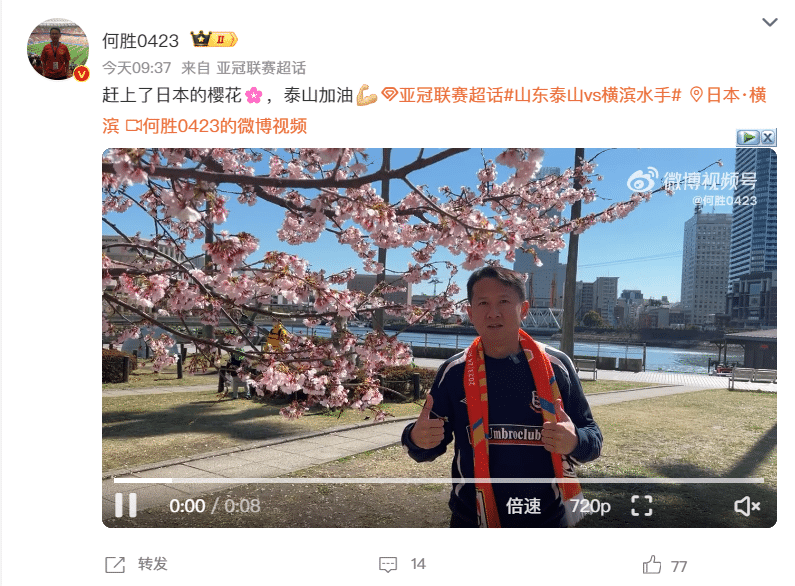 何胜0423 II
今天09:37 来自 亚冠联赛超话
赶上了日本的樱花🌸，泰山加油💪亚冠联赛超话#山东泰山vs横滨水手# 日本·横
滨 何胜0423的微博视频
微博视频号
@何胜0423
Umbroclub
0:00 / 0:08 倍速 720p
转发 14 77